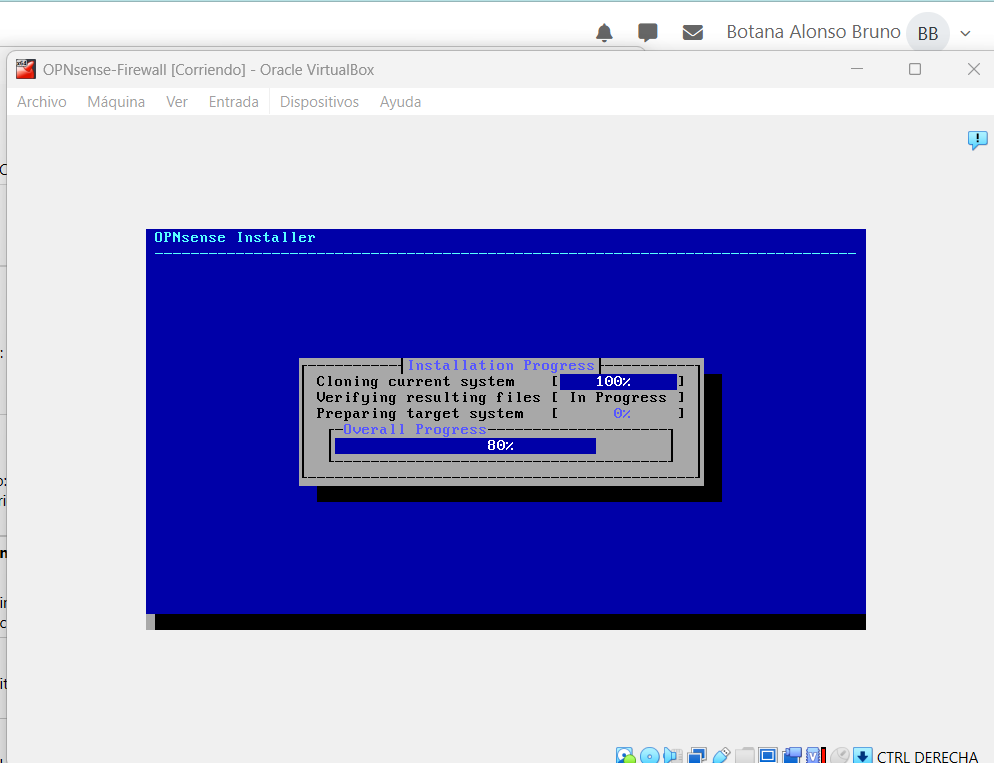 Botana Alonso Bruno BB
OPNsense-Firewall [Corriendo] - Oracle VirtualBox
Archivo Máquina Ver Entrada Dispositivos Ayuda
OPNsense Installer
Installation Progress
Cloning current system [ 100% ]
Verifying resulting files [ In Progress ]
Preparing target system [ 0% ]
Overall Progress
80%
CTRL DERECHA